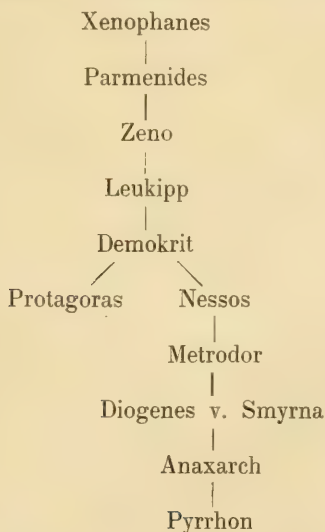 Xenophanes
Parmenides
Zeno
Leukipp
Demokrit
Protagoras Nessos
Metrodor
Diogenes v. Smyrna
Anaxarch
Pyrrhon